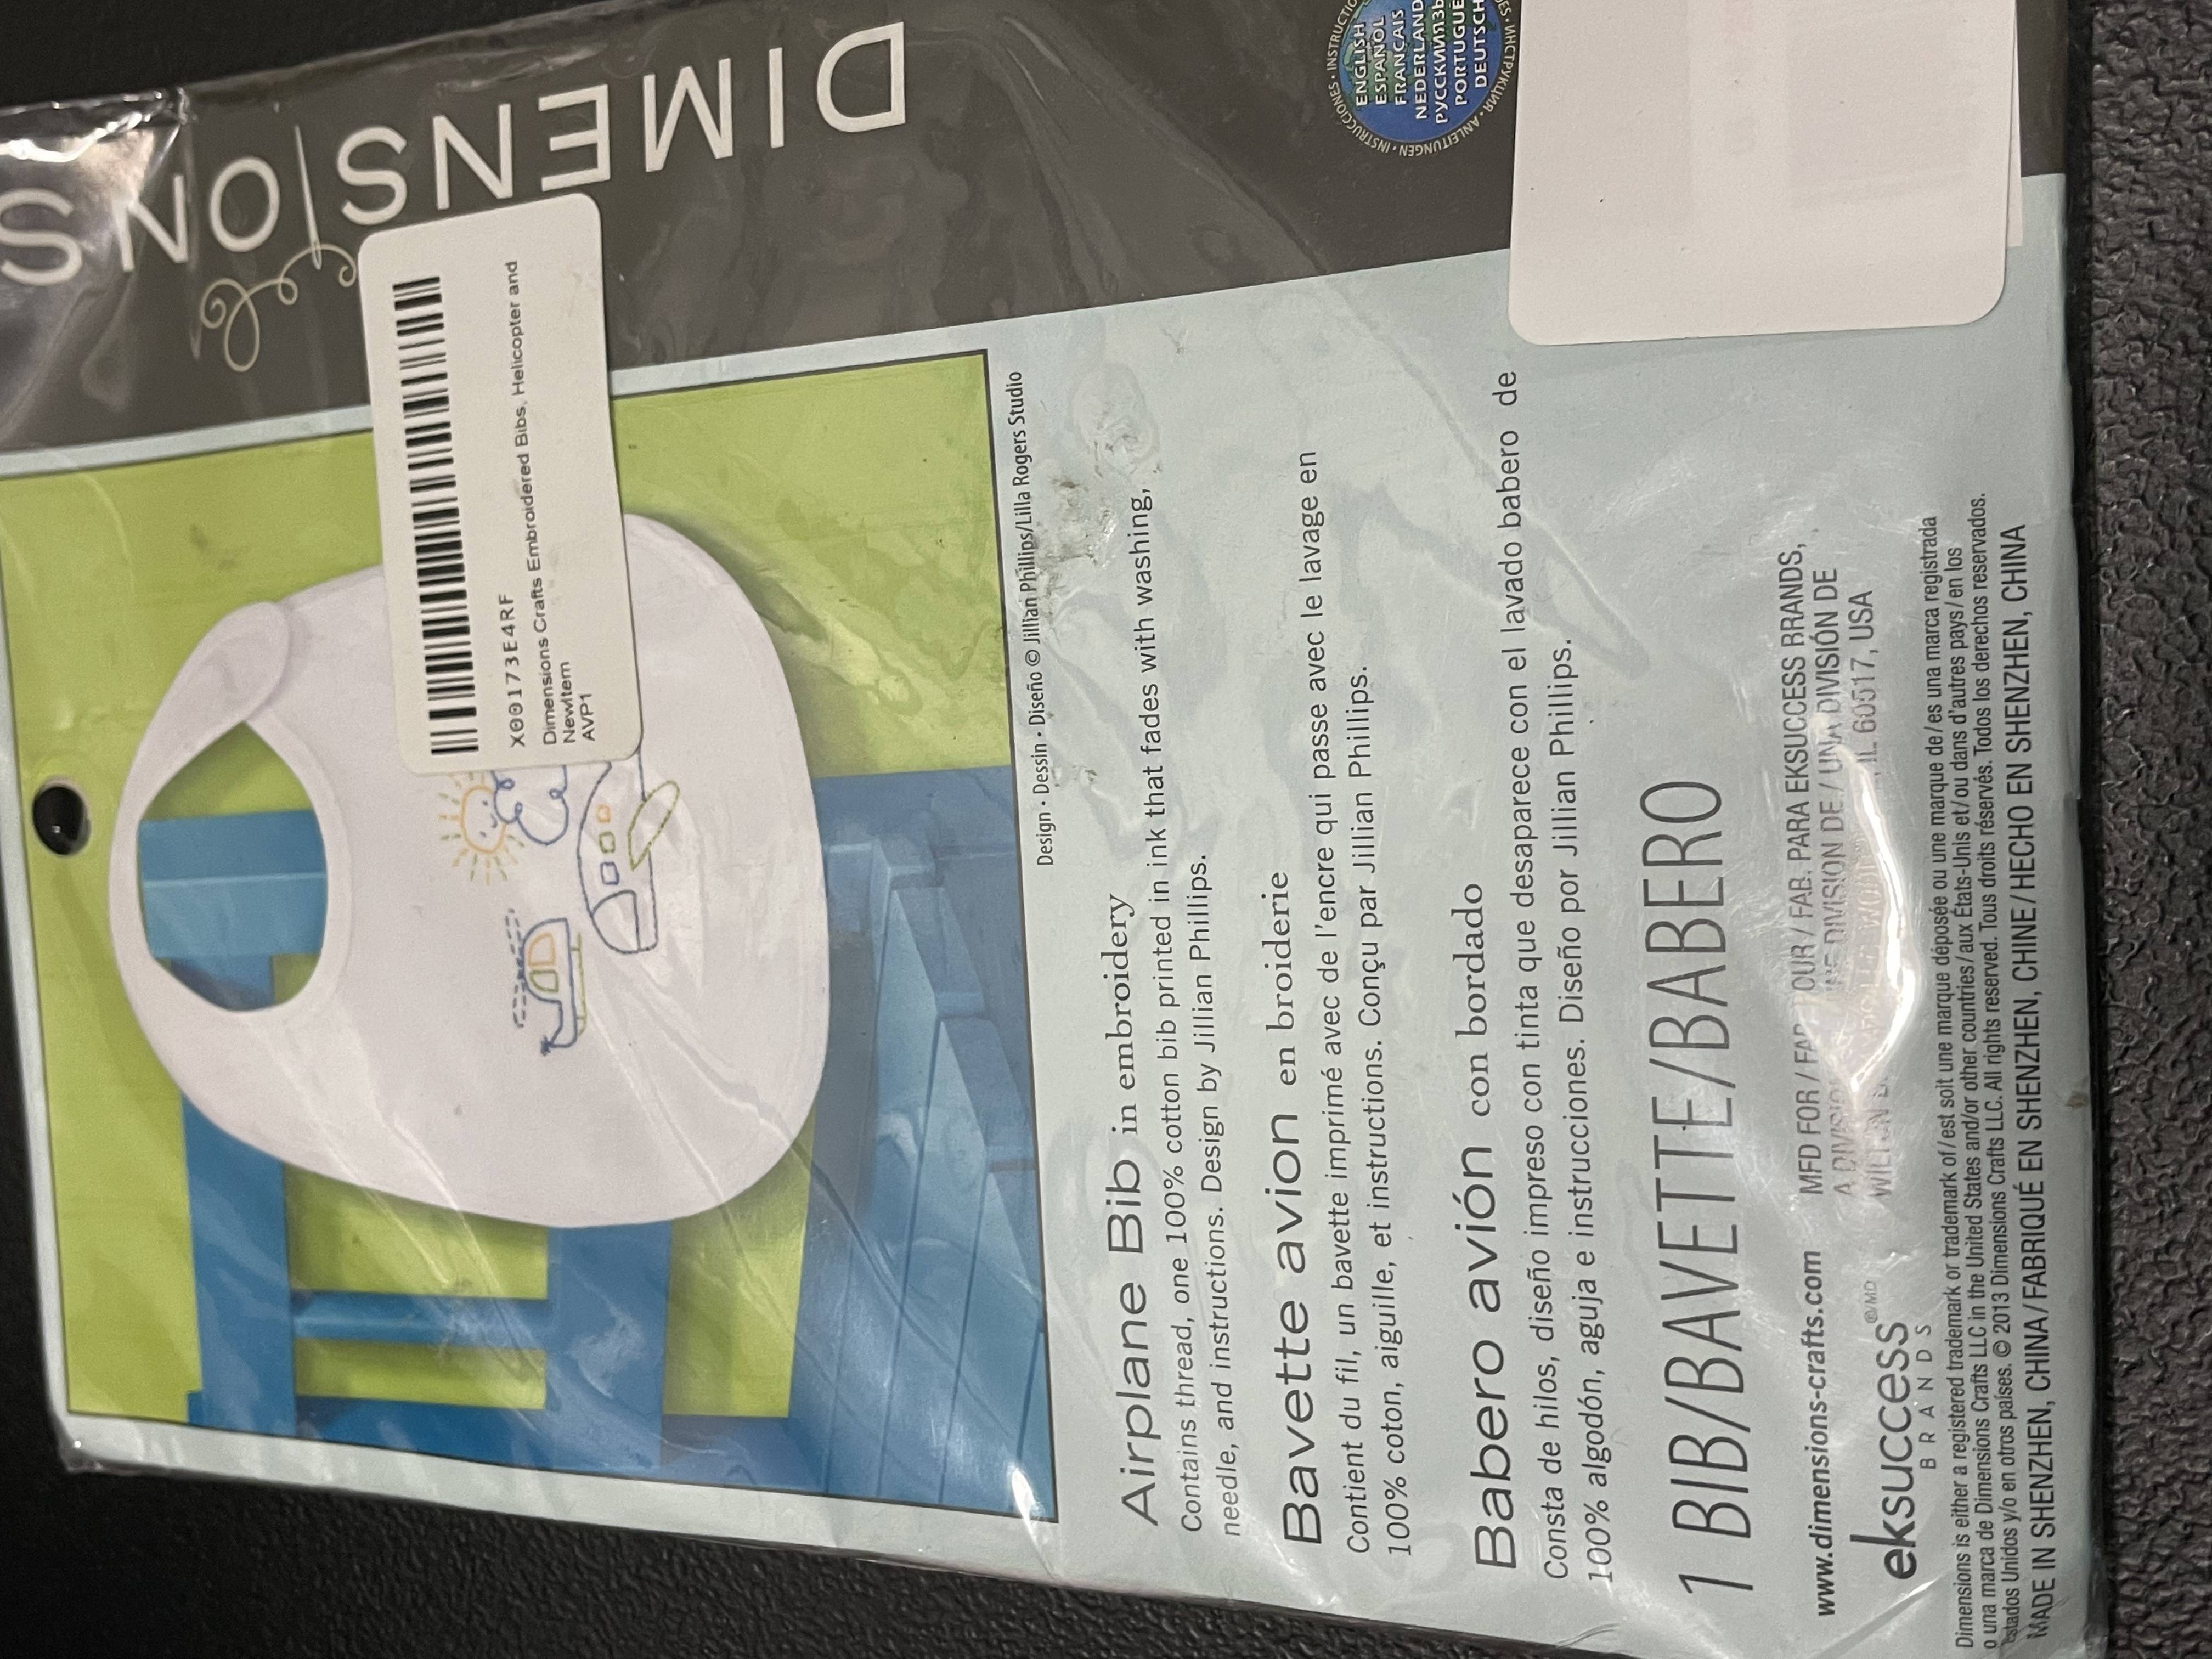 DIMENSIONS
ENGLISH
ESPAÑOL
FRANÇAIS
NEDERLAND
PORTUGUÊ
DEUTSCH
X00173E4RF
Dimensions Crafts Embroidered Bibs, Helicopter and
NewItem
AVP1
Design • Dessin • Diseño © Jillian Phillips/Lilla Rogers Studio
Airplane Bib in embroidery
Contains thread, one 100% cotton bib printed in ink that fades with washing,
needle, and instructions. Design by Jillian Phillips.
Bavette avion en broiderie
Contient du fil, un bavette imprimé avec de l'encre qui passe avec le lavage en
100% coton, aiguille, et instructions. Conçu par Jillian Phillips.
Babero avión con bordado
Consta de hilos, diseño impreso con tinta que desaparece con el lavado babero de
100% algodón, aguja e instrucciones. Diseño por Jillian Phillips.
1 BIB/BAVETTE/BABERO
www.dimensions-crafts.com
MFD FOR / FAB. POUR / FAB. PARA EKSUCCESS BRANDS,
A DIVISION DE / UNA DIVISIÓN DE
IL 60517, USA
eksuccess ®/MD
BRANDS
Dimensions is either a registered trademark or trademark of / est soit une marque déposée ou une marque de / es una marca registrada
o una marca de Dimensions Crafts LLC in the United States and/or other countries / aux États-Unis et / ou dans d'autres pays / en los
Estados Unidos y/o en otros países. © 2013 Dimensions Crafts LLC. All rights reserved. Tous droits réservés. Todos los derechos reservados.
MADE IN SHENZHEN, CHINA / FABRIQUÉ EN SHENZHEN, CHINE / HECHO EN SHENZHEN, CHINA